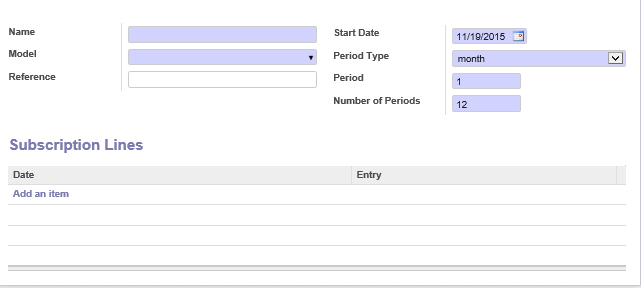 Name
Model
Reference
Start Date 11/19/2015
Period Type month
Period 1
Number of Periods 12
Subscription Lines
Date Entry
Add an item